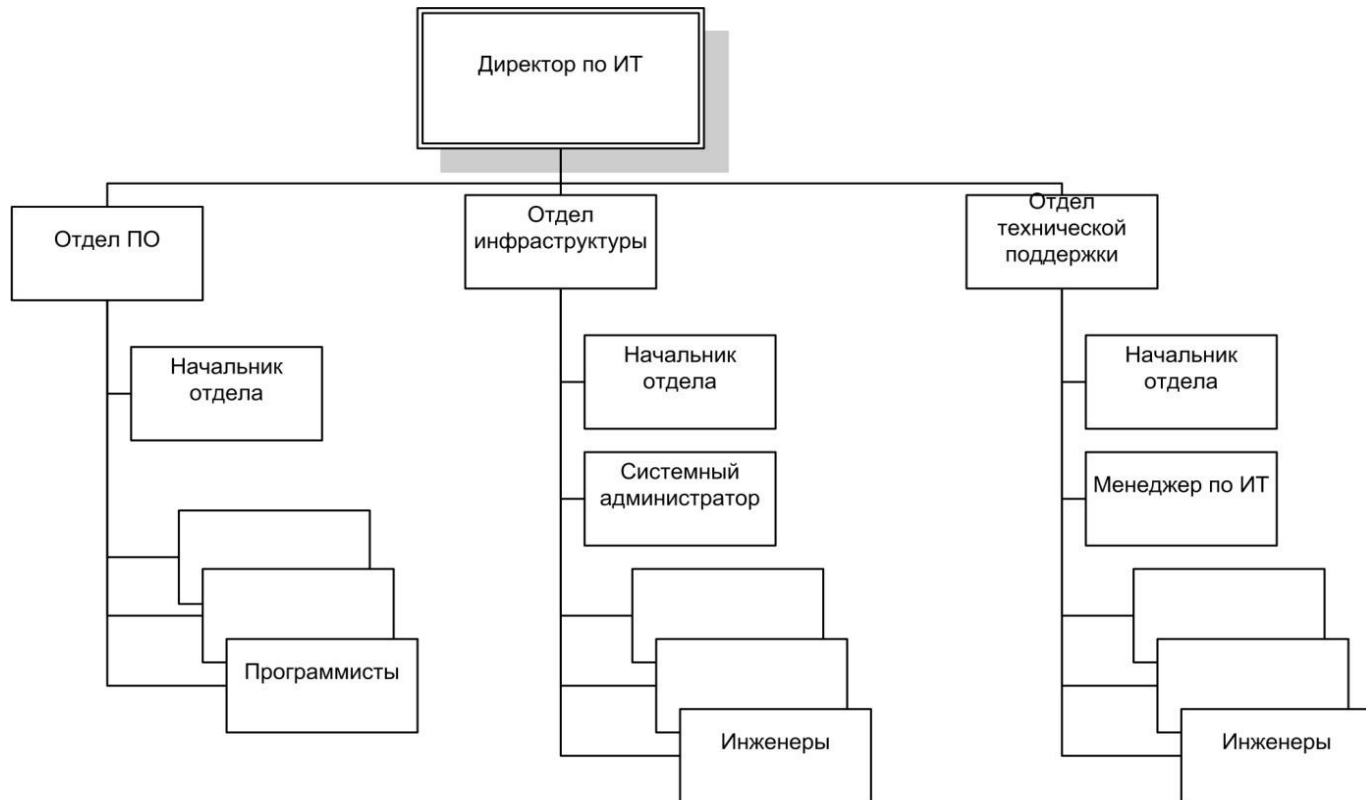 Директор по ИТ
Отдел ПО
Отдел
инфраструктуры
Отдел
технической
поддержки
Начальник
отдела
Начальник
отдела
Начальник
отдела
Системный
администратор
Менеджер по ИТ
Программисты
Инженеры
Инженеры